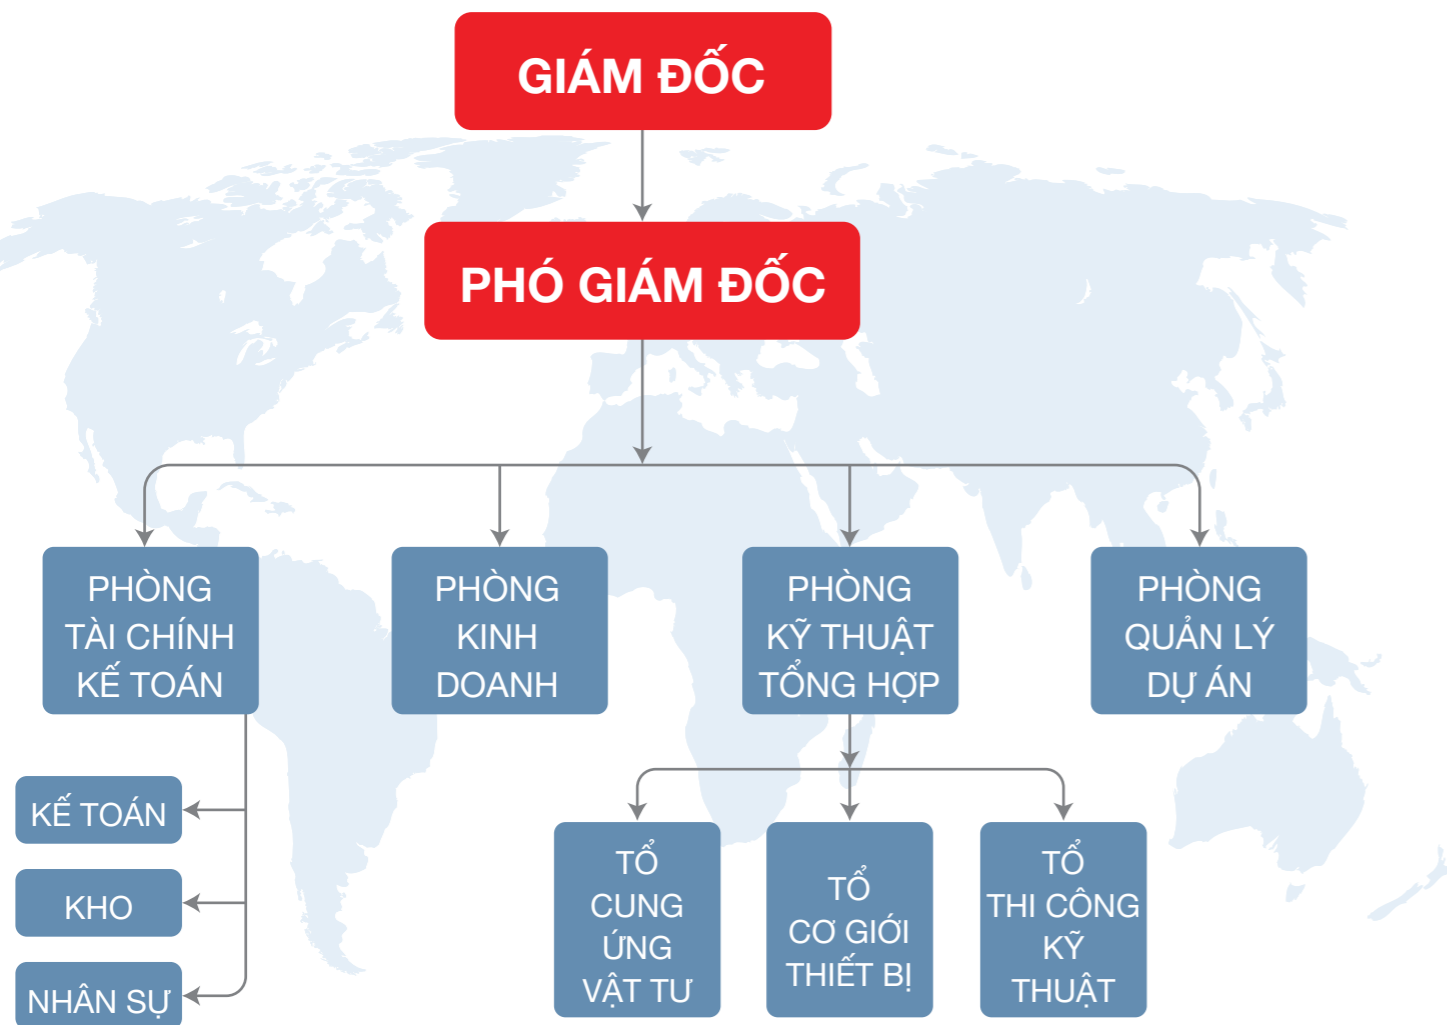 GIÁM ĐỐC
PHÓ GIÁM ĐỐC
PHÒNG
TÀI CHÍNH
KẾ TOÁN
PHÒNG
KINH
DOANH
PHÒNG
KỸ THUẬT
TỔNG HỢP
PHÒNG
QUẢN LÝ
DỰ ÁN
KẾ TOÁN
KHO
NHÂN SỰ
TỔ
CUNG
ỨNG
VẬT TƯ
TỔ
CƠ GIỚI
THIẾT BỊ
TỔ
THI CÔNG
KỸ
THUẬT